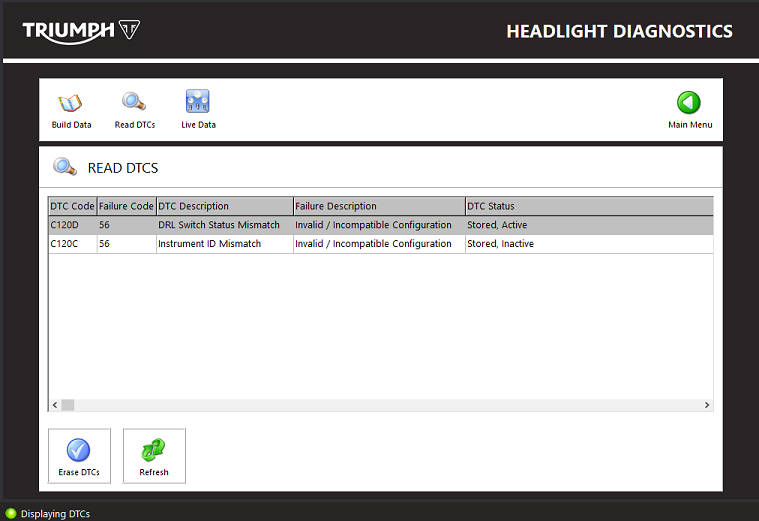 TRIUMPH
HEADLIGHT DIAGNOSTICS
Build Data Read DTCs Live Data Main Menu
READ DTCS
DTC Code Failure Code DTC Description Failure Description DTC Status
C120D 56 DRL Switch Status Mismatch Invalid / Incompatible Configuration Stored, Active
C120C 56 Instrument ID Mismatch Invalid / Incompatible Configuration Stored, Inactive
Erase DTCs Refresh
Displaying DTCs